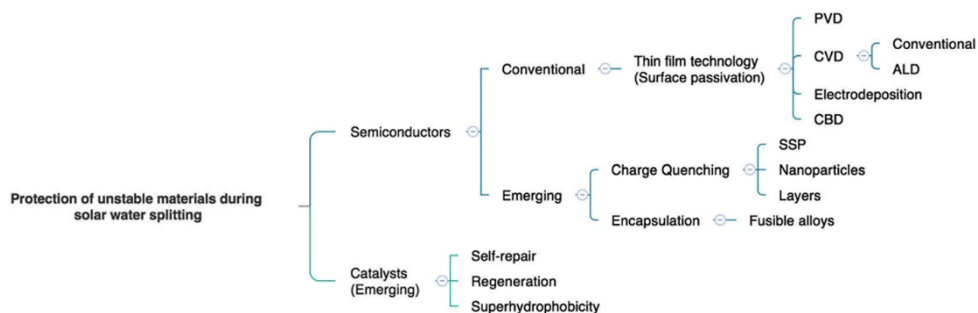 Protection of unstable materials during
solar water splitting
Semiconductors
Conventional
Thin film technology
(Surface passivation)
PVD
CVD
Conventional
ALD
Electrodeposition
CBD
Emerging
Charge Quenching
SSP
Nanoparticles
Layers
Encapsulation
Fusible alloys
Catalysts
(Emerging)
Self-repair
Regeneration
Superhydrophobicity